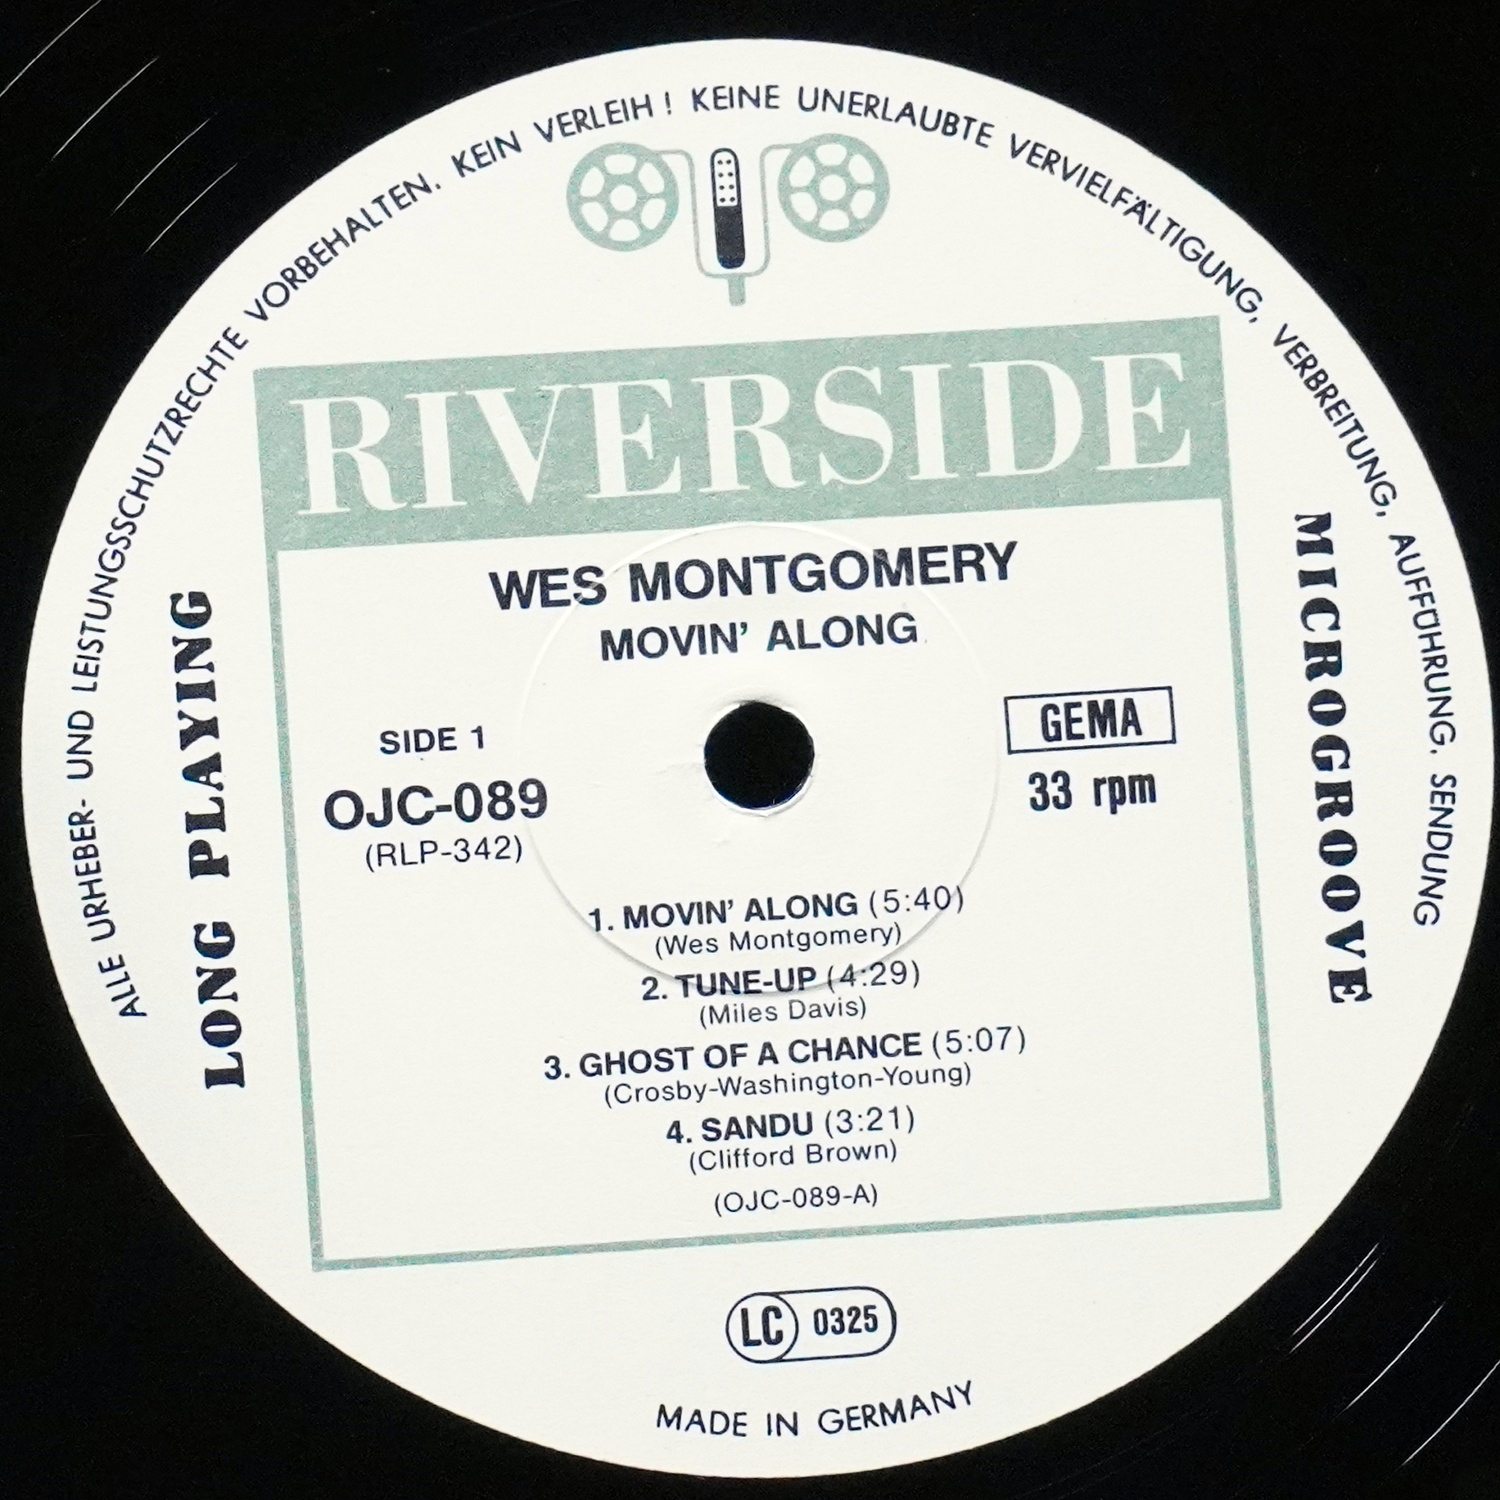 ALLE URHEBER- UND LEISTUNGSSCHUTZRECHTE VORBEHALTEN. KEIN VERLEIH! KEINE UNERLAUBTE VERVIELFÄLTIGUNG, VERBREITUNG, AUFFÜHRUNG, SENDUNG
RIVERSIDE
LONG PLAYING
MICROGROOVE
WES MONTGOMERY
MOVIN' ALONG
SIDE 1
OJC-089
(RLP-342)
GEMA
33 rpm
1. MOVIN' ALONG (5:40)
(Wes Montgomery)
2. TUNE-UP (4:29)
(Miles Davis)
3. GHOST OF A CHANCE (5:07)
(Crosby-Washington-Young)
4. SANDU (3:21)
(Clifford Brown)
(OJC-089-A)
LC 0325
MADE IN GERMANY